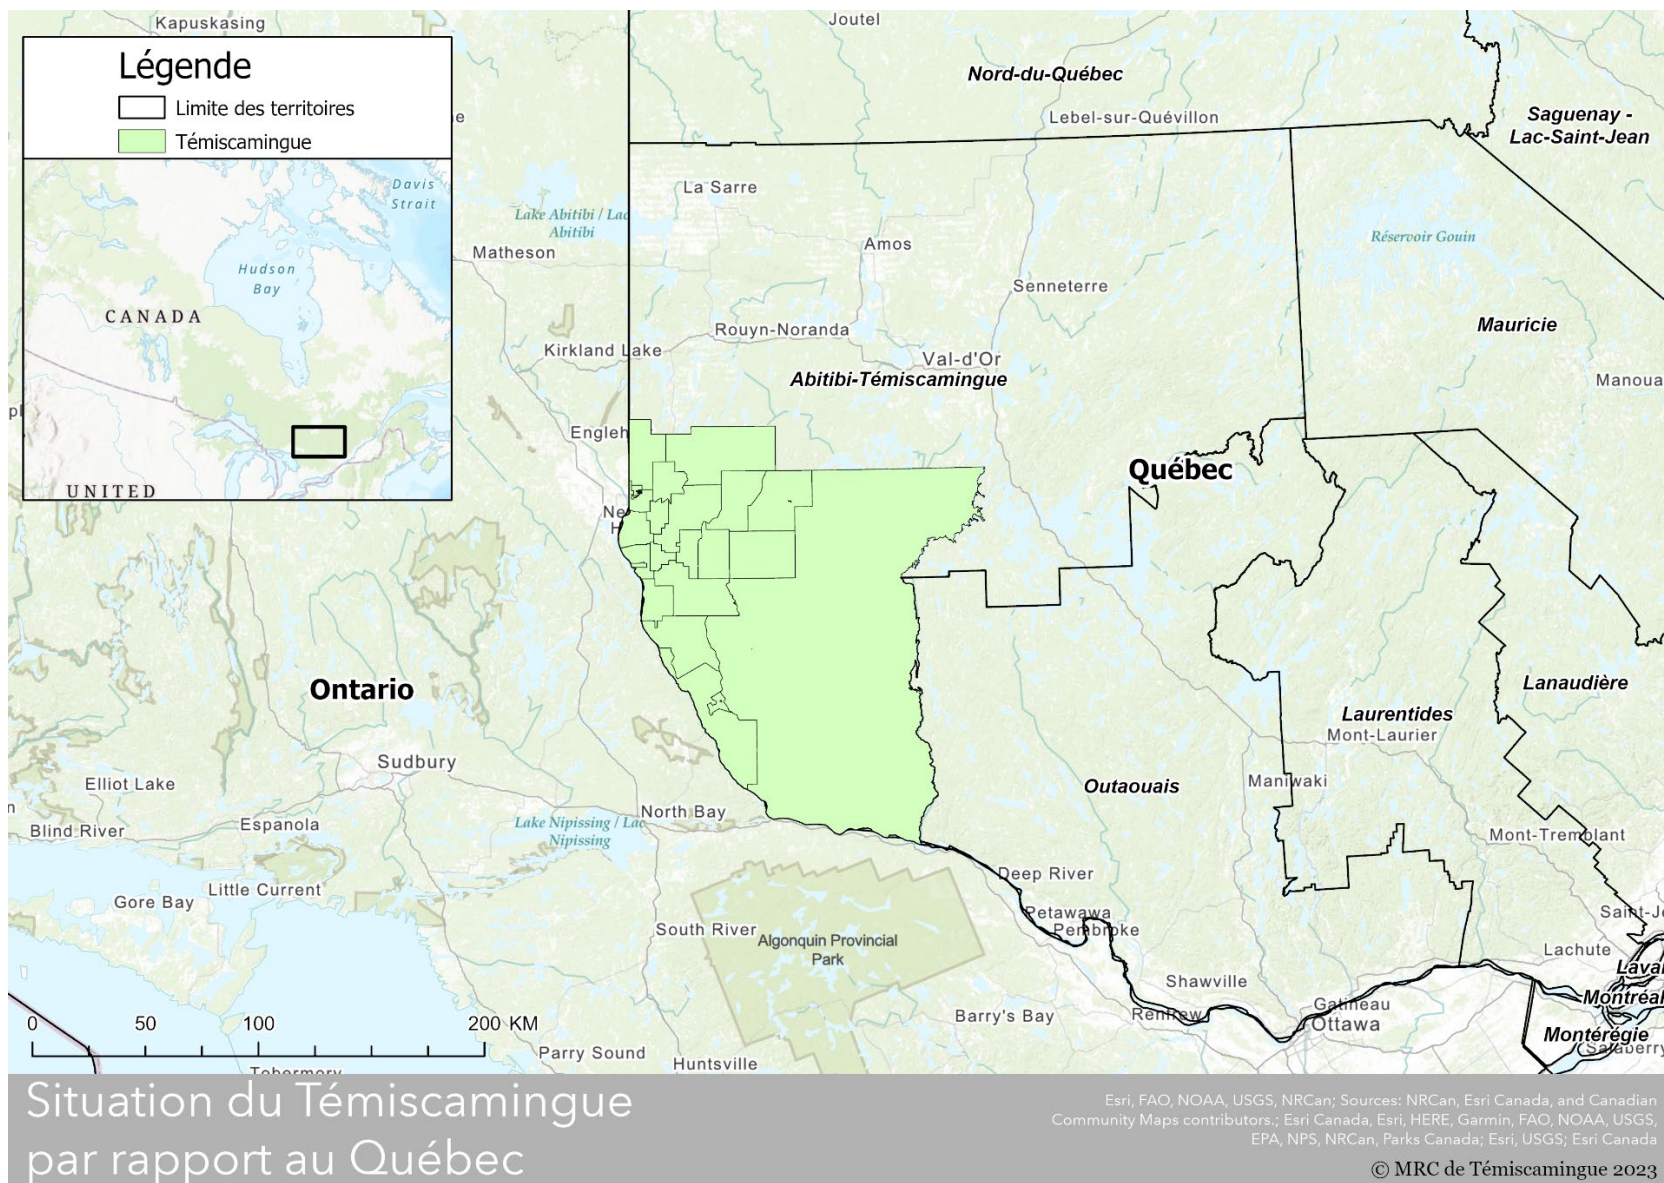 Kapuskasing
Joutel
Légende
Limite des territoires
Témiscamingue
Nord-du-Québec
Lebel-sur-Quévillon
Saguenay -
Lac-Saint-Jean
Davis
Strait
Hudson
Bay
CANADA
UNITED
La Sarre
Lake Abitibi / Lac
Abitibi
Matheson
Amos
Réservoir Gouin
Senneterre
Rouyn-Noranda
Mauricie
Kirkland Lake
Val-d'Or
Abitibi-Témiscamingue
Manoua
Engleh
Québec
Ne
H
Ontario
Lanaudière
Laurentides
Mont-Laurier
Sudbury
Elliot Lake
Outaouais
Maniwaki
North Bay
Lake Nipissing / Lac
Nipissing
Espanola
Blind River
Mont-Tremblant
Deep River
Little Current
Gore Bay
Petawawa
Pembroke
South River
Algonquin Provincial
Park
Saint-Je
Lachute
Laval
Shawville
Montréal
Gatineau
Ottawa
Barry's Bay
Renfrew
Montérégie
Salaberry
0 50 100 200 KM
Parry Sound
Huntsville
Tobermory
Situation du Témiscamingue
par rapport au Québec
Esri, FAO, NOAA, USGS, NRCan; Sources: NRCan, Esri Canada, and Canadian
Community Maps contributors.; Esri Canada, Esri, HERE, Garmin, FAO, NOAA, USGS,
EPA, NPS, NRCan, Parks Canada; Esri, USGS; Esri Canada
© MRC de Témiscamingue 2023